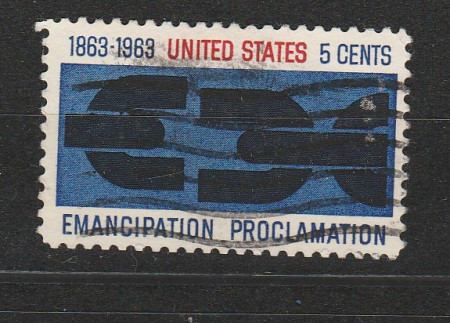 1863-1963 UNITED STATES 5 CENTS
EMANCIPATION PROCLAMATION